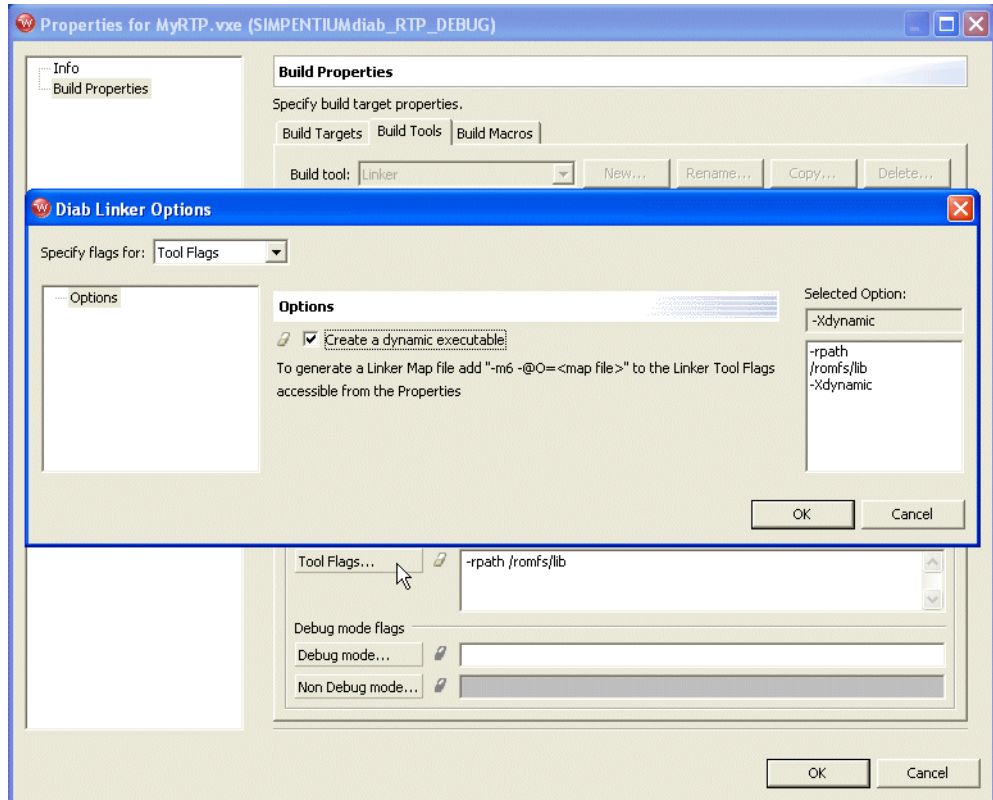 Properties for MyRTP.vxe (SIMPENTIUMdiab_RTP_DEBUG)
Info
Build Properties
Build Properties
Specify build target properties.
Build Targets Build Tools Build Macros
Build tool: Linker New... Rename... Copy... Delete...
Diab Linker Options
Specify flags for: Tool Flags
Options
Options
Create a dynamic executable
To generate a Linker Map file add "-m6 -@O=<map file>" to the Linker Tool Flags
accessible from the Properties
Selected Option:
-Xdynamic
-rpath
/romfs/lib
-Xdynamic
OK Cancel
Tool Flags... -rpath /romfs/lib
Debug mode flags
Debug mode...
Non Debug mode...
OK Cancel